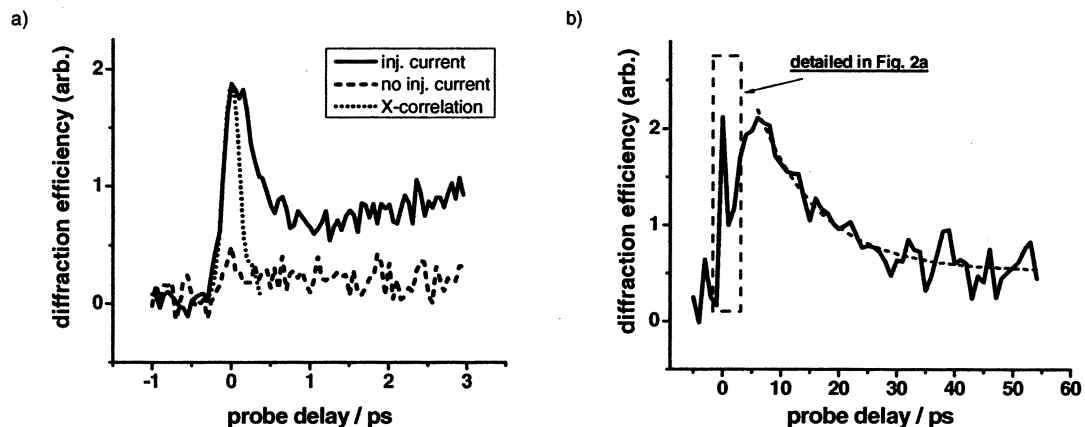 a)
diffraction efficiency (arb.)
2
1
0
-1
0
1
2
3
probe delay / ps
inj. current
no inj. current
X-correlation
b)
diffraction efficiency (arb.)
2
1
0
0
10
20
30
40
50
60
probe delay / ps
detailed in Fig. 2a